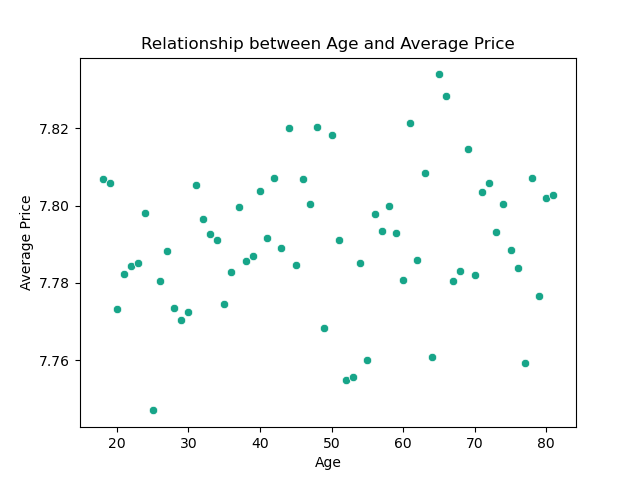 Relationship between Age and Average Price
7.82
7.80
7.78
7.76
Average Price
20 30 40 50 60 70 80
Age